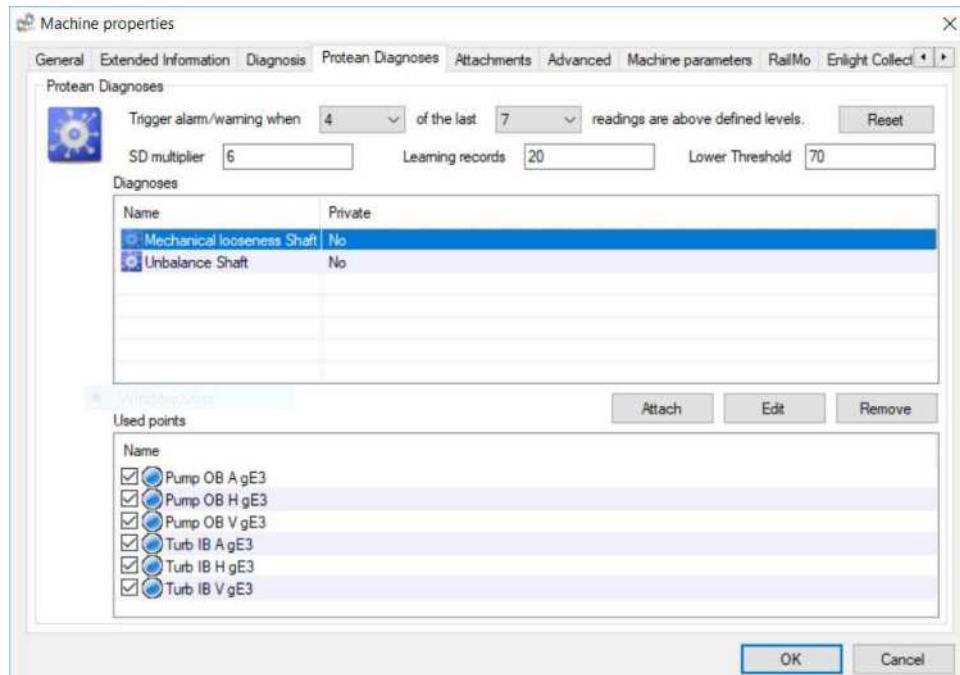 Machine properties
General Extended Information Diagnosis Protean Diagnoses Attachments Advanced Machine parameters RailMo Enlight Collect
Protean Diagnoses
Trigger alarm/warning when 4 of the last 7 readings are above defined levels. Reset
SD multiplier 6 Learning records 20 Lower Threshold 70
Diagnoses
Name Private
Mechanical looseness Shaft No
Unbalance Shaft No
Attach Edit Remove
Used points
Name
Pump OB A gE3
Pump OB H gE3
Pump OB V gE3
Turb IB A gE3
Turb IB H gE3
Turb IB V gE3
OK Cancel